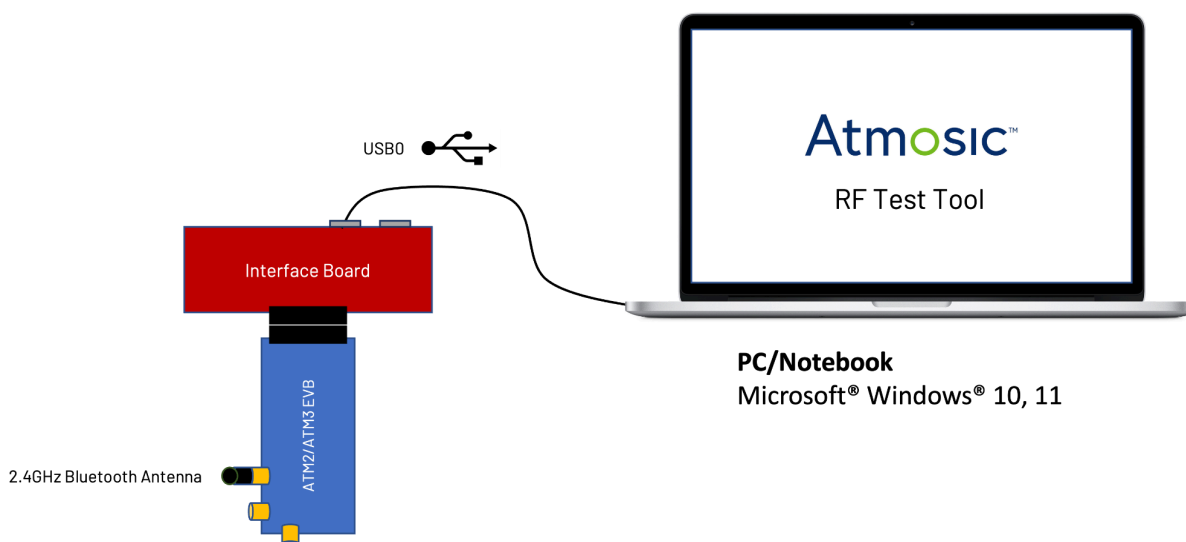 Atmosic™
RF Test Tool
USB0
Interface Board
PC/Notebook
Microsoft® Windows® 10, 11
ATM2/ATM3 EVB
2.4GHz Bluetooth Antenna